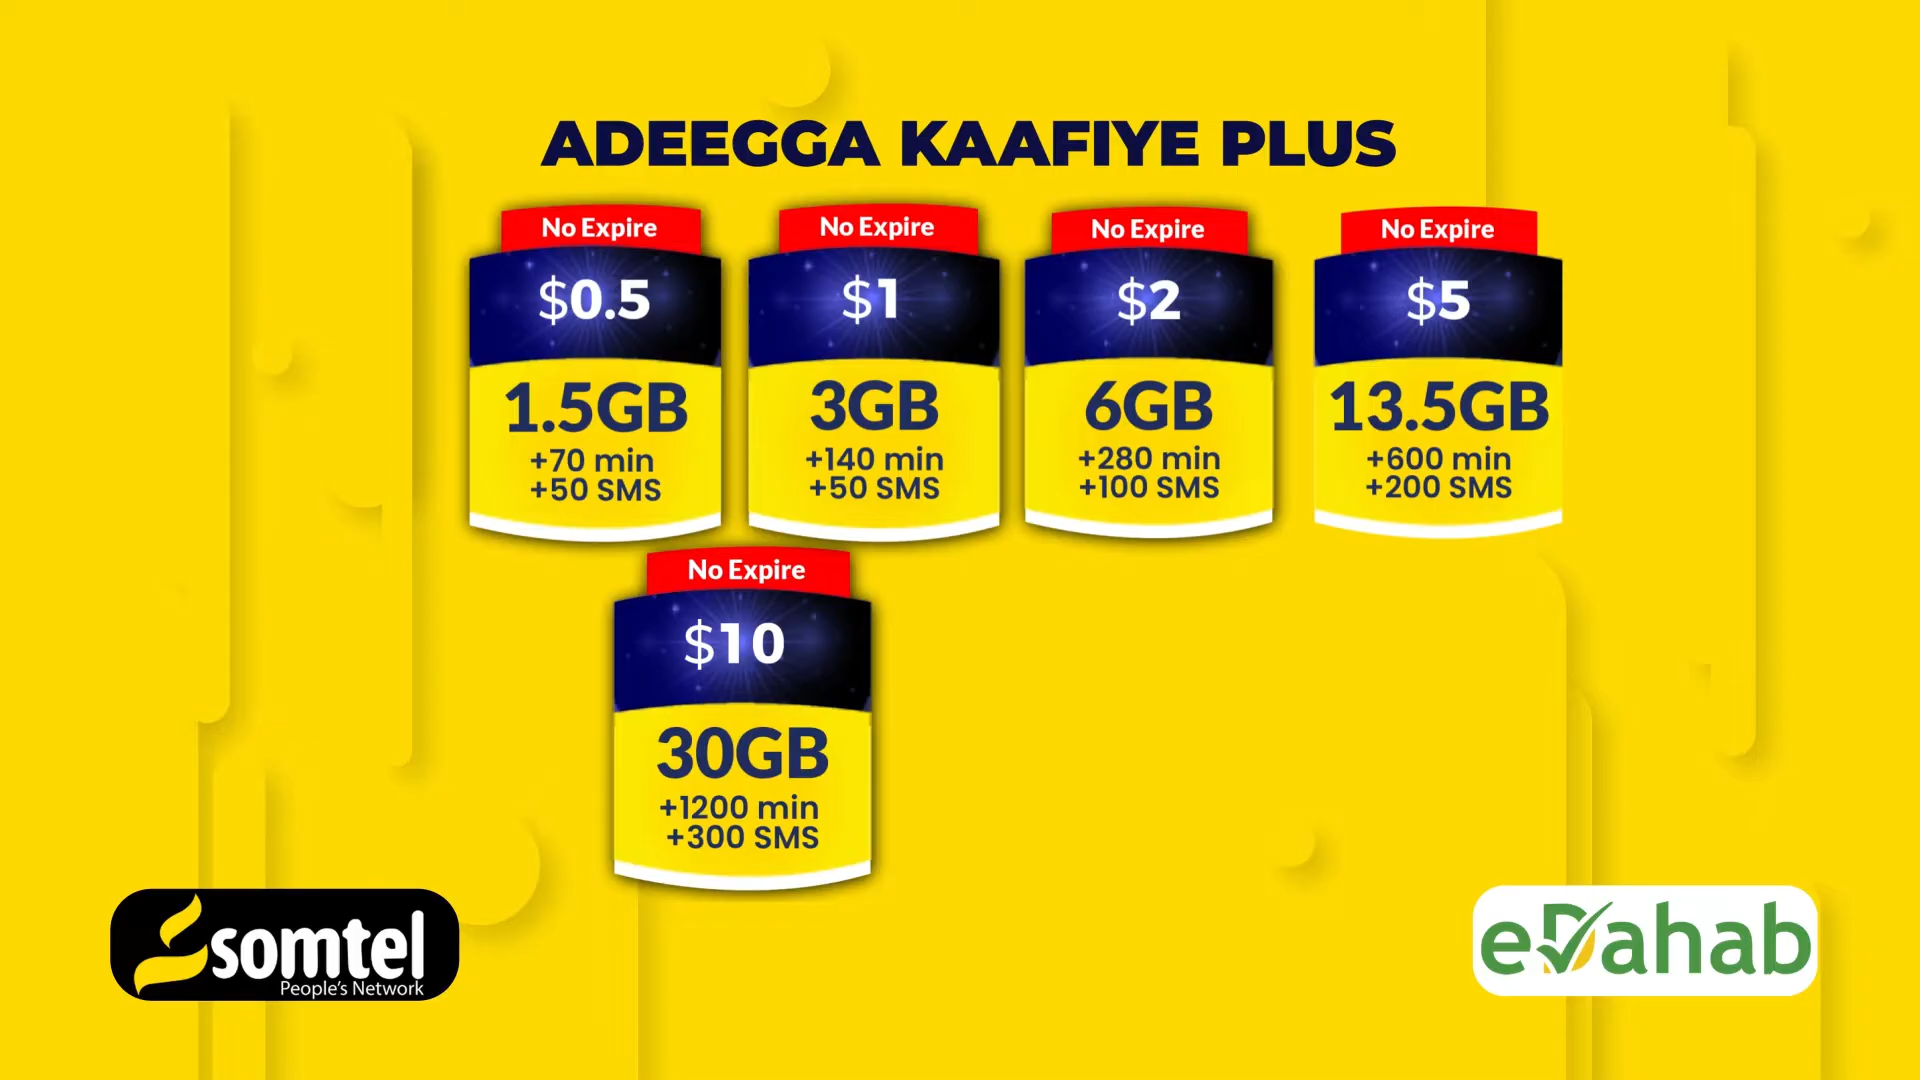 ADEEGGA KAAFIYE PLUS
No Expire
$0.5
1.5GB
+70 min
+50 SMS
No Expire
$1
3GB
+140 min
+50 SMS
No Expire
$2
6GB
+280 min
+100 SMS
No Expire
$5
13.5GB
+600 min
+200 SMS
No Expire
$10
30GB
+1200 min
+300 SMS
somtel
People's Network
eDahab